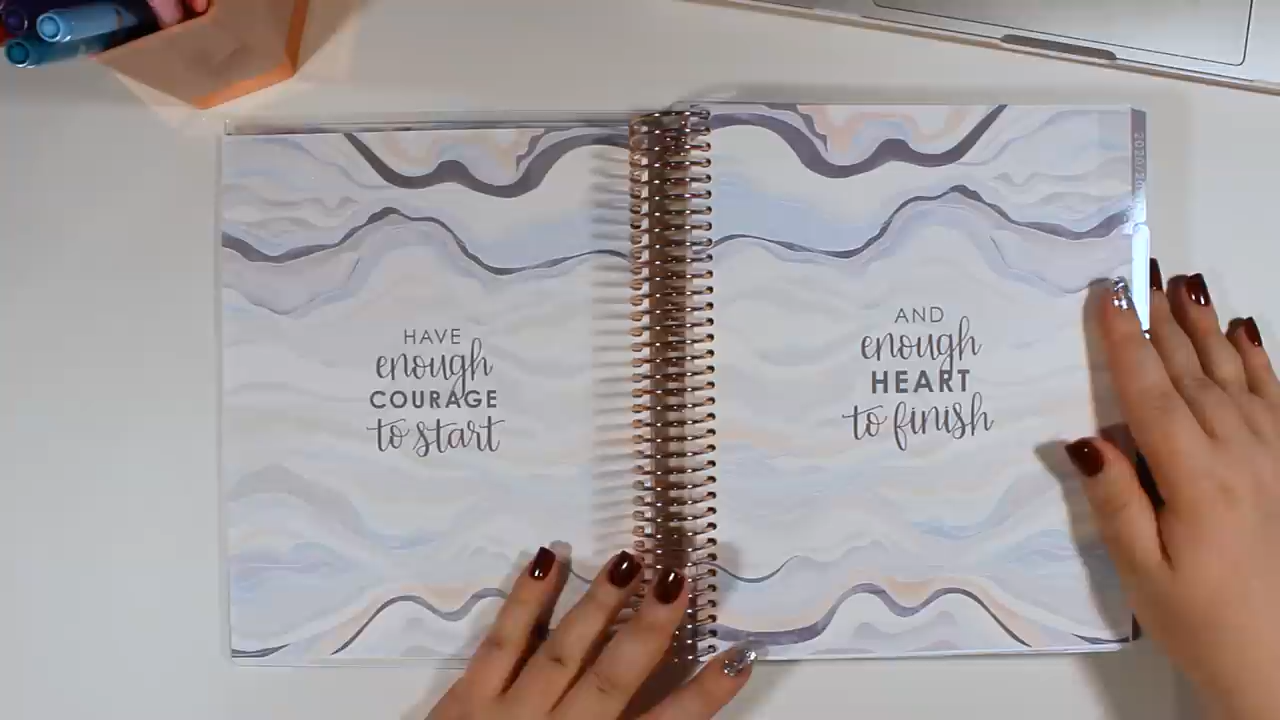 HAVE
enough
COURAGE
to start
AND
enough
HEART
to finish